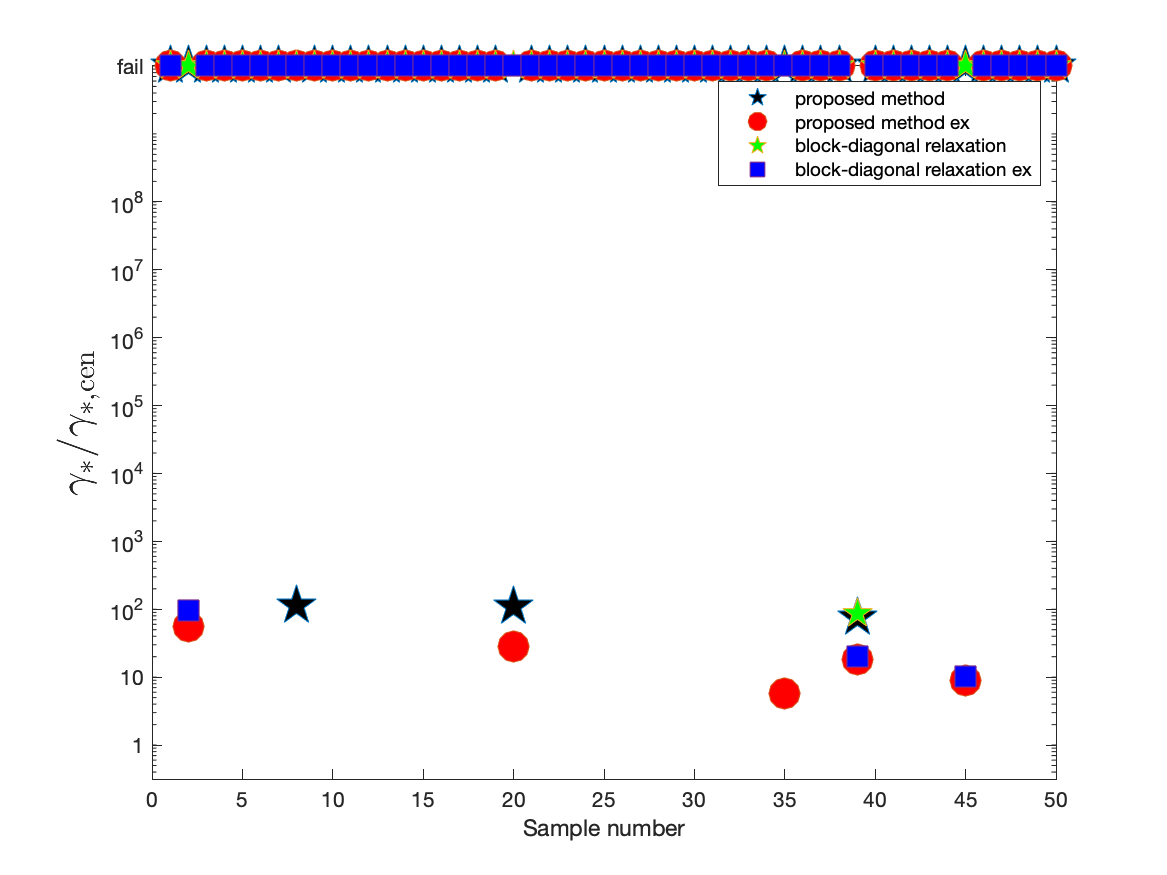 fail
10^8
10^7
10^6
10^5
10^4
10^3
10^2
10
1
γ_*/γ_{*,cen}
proposed method
proposed method ex
block-diagonal relaxation
block-diagonal relaxation ex
0 5 10 15 20 25 30 35 40 45 50
Sample number